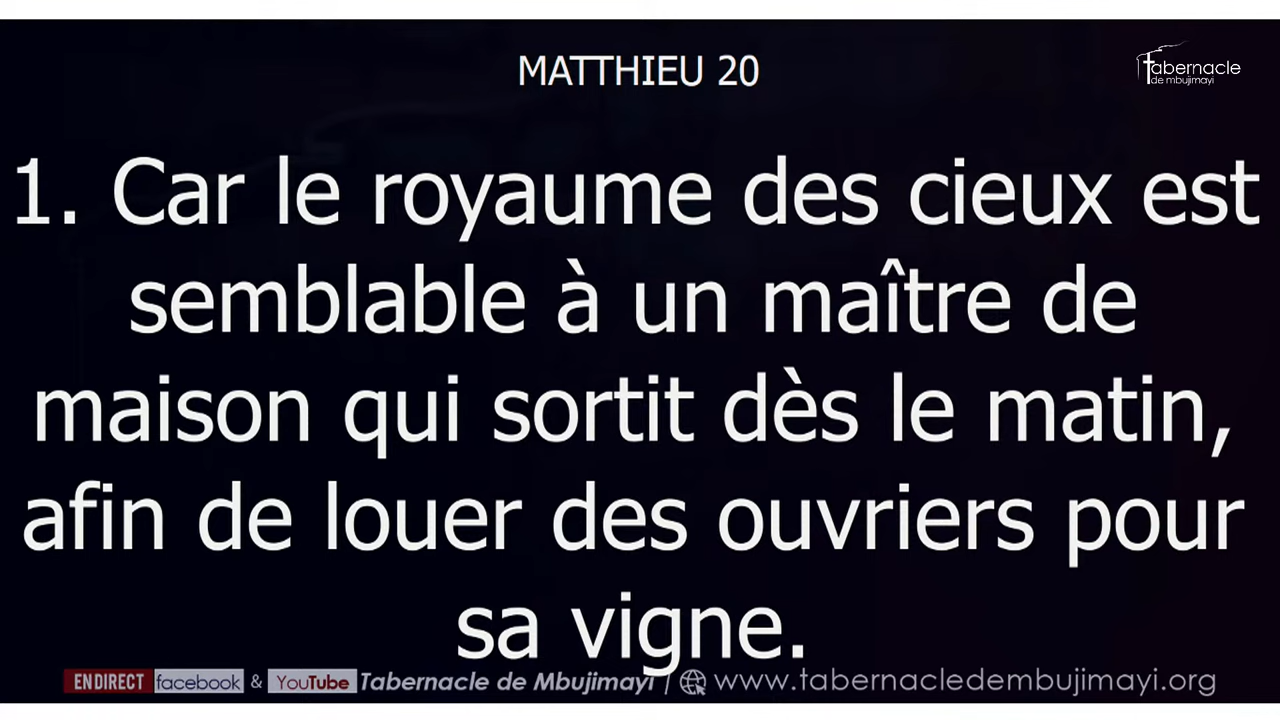 MATTHIEU 20
Tabernacle
de mbujimayi
1. Car le royaume des cieux est
semblable à un maître de
maison qui sortit dès le matin,
afin de louer des ouvriers pour
sa vigne.
EN DIRECT facebook & YouTube Tabernacle de Mbujimayi | www.tabernacledembujimayi.org